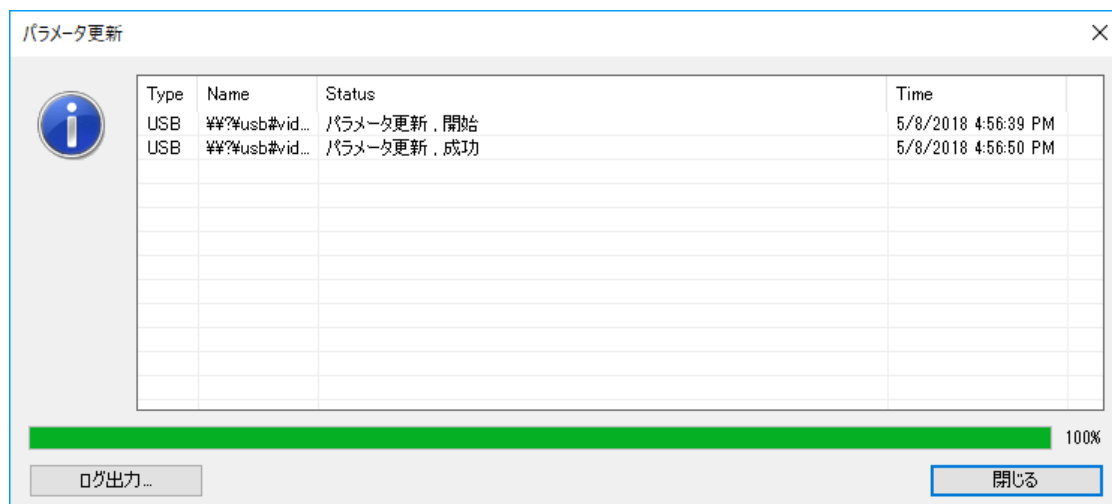 パラメータ更新
Type Name Status Time
USB ¥¥?¥usb#vid... パラメータ更新 , 開始 5/8/2018 4:56:39 PM
USB ¥¥?¥usb#vid... パラメータ更新 , 成功 5/8/2018 4:56:50 PM
100%
ログ出力... 閉じる